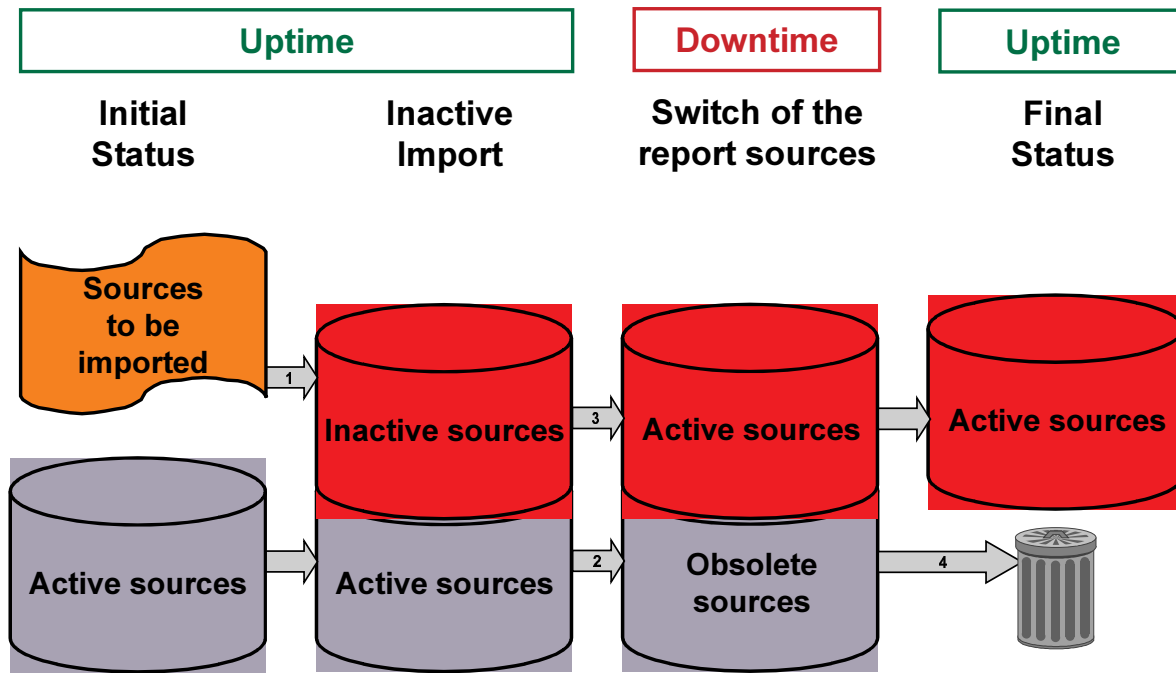 Uptime
Downtime
Uptime
Initial
Status
Inactive
Import
Switch of the
report sources
Final
Status
Sources
to be
imported
1
Inactive sources
3
Active sources
Active sources
Active sources
Active sources
2
Obsolete
sources
4